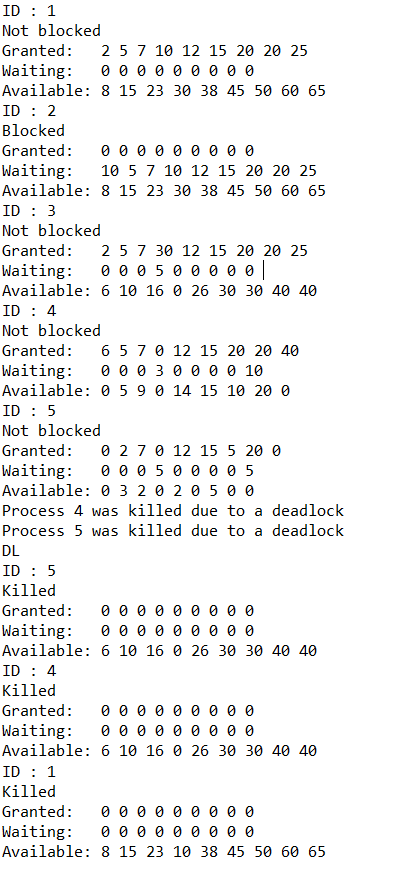 ID : 1
Not blocked
Granted:   2 5 7 10 12 15 20 20 25
Waiting:   0 0 0 0 0 0 0 0 0
Available: 8 15 23 30 38 45 50 60 65
ID : 2
Blocked
Granted:   0 0 0 0 0 0 0 0 0
Waiting:   10 5 7 10 12 15 20 20 25
Available: 8 15 23 30 38 45 50 60 65
ID : 3
Not blocked
Granted:   2 5 7 30 12 15 20 20 25
Waiting:   0 0 0 5 0 0 0 0 0
Available: 6 10 16 0 26 30 30 40 40
ID : 4
Not blocked
Granted:   6 5 7 0 12 15 20 20 40
Waiting:   0 0 0 3 0 0 0 0 10
Available: 0 5 9 0 14 15 10 20 0
ID : 5
Not blocked
Granted:   0 2 7 0 12 15 5 20 0
Waiting:   0 0 0 5 0 0 0 0 5
Available: 0 3 2 0 2 0 5 0 0
Process 4 was killed due to a deadlock
Process 5 was killed due to a deadlock
DL
ID : 5
Killed
Granted:   0 0 0 0 0 0 0 0 0
Waiting:   0 0 0 0 0 0 0 0 0
Available: 6 10 16 0 26 30 30 40 40
ID : 4
Killed
Granted:   0 0 0 0 0 0 0 0 0
Waiting:   0 0 0 0 0 0 0 0 0
Available: 6 10 16 0 26 30 30 40 40
ID : 1
Killed
Granted:   0 0 0 0 0 0 0 0 0
Waiting:   0 0 0 0 0 0 0 0 0
Available: 8 15 23 10 38 45 50 60 65